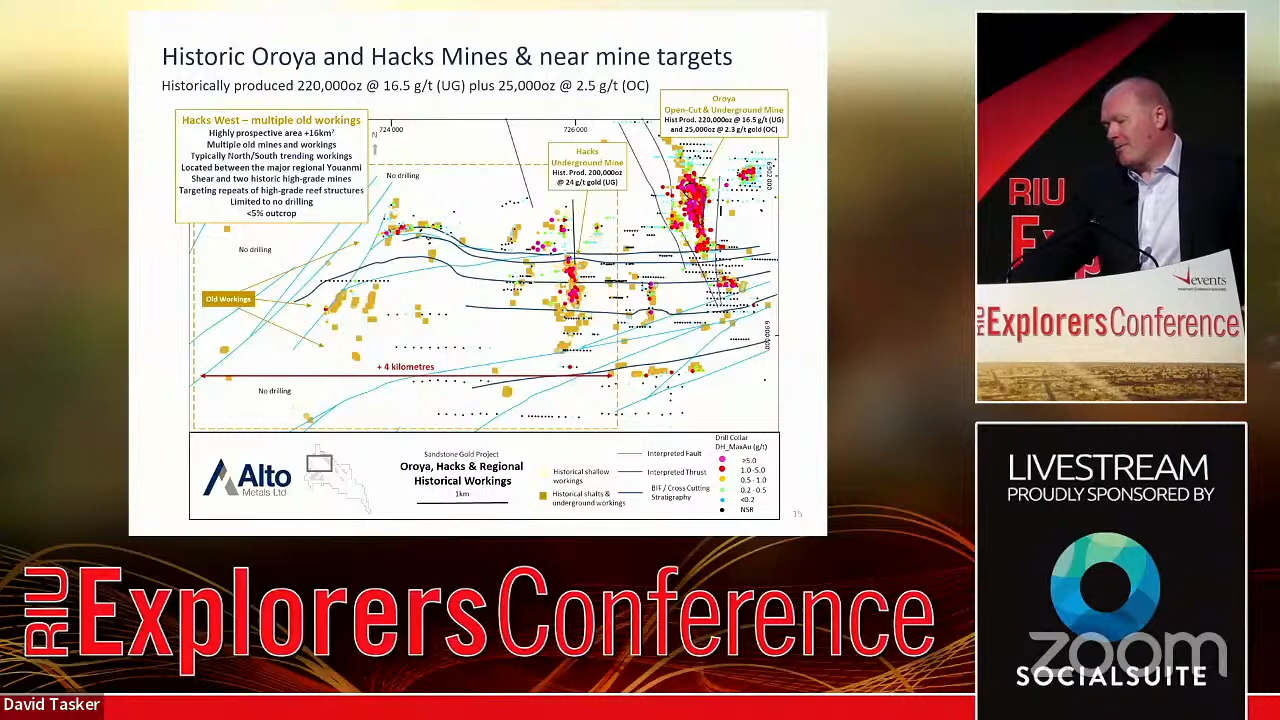 Historic Oroya and Hacks Mines & near mine targets
Historically produced 220,000oz @ 16.5 g/t (UG) plus 25,000oz @ 2.5 g/t (OC)
Hacks West – multiple old workings
Highly prospective area +16km²
Multiple old mines and workings
Typically North/South trending workings
Located between the major regional Youanmi
Shear and two historic high-grade mines
Targeting repeats of high-grade reef structures
Limited to no drilling
<5% outcrop
724 000
N
726 000
Oroya
Open-Cut & Underground Mine
Hist Prod. 220,000oz @ 16.5 g/t (UG)
and 25,000oz @ 2.3 g/t gold (OC)
Hacks
Underground Mine
Hist. Prod. 200,000oz
@ 24 g/t gold (UG)
No drilling
No drilling
Old Workings
+ 4 kilometres
No drilling
Alto
Metals Ltd
Sandstone Gold Project
Oroya, Hacks & Regional
Historical Workings
1km
Historical shallow
workings
Historical shafts &
underground workings
Interpreted Fault
Interpreted Thrust
BIF / Cross Cutting
Stratigraphy
Drill Collar
DH_MaxAu (g/t)
≥5.0
1.0 -5.0
0.5 - 1.0
0.2 - 0.5
<0.2
NSR
15
RIU
events
RIU ExplorersConference
LIVESTREAM
PROUDLY SPONSORED BY
zoom
SOCIALSUITE
RIU ExplorersConference
David Tasker